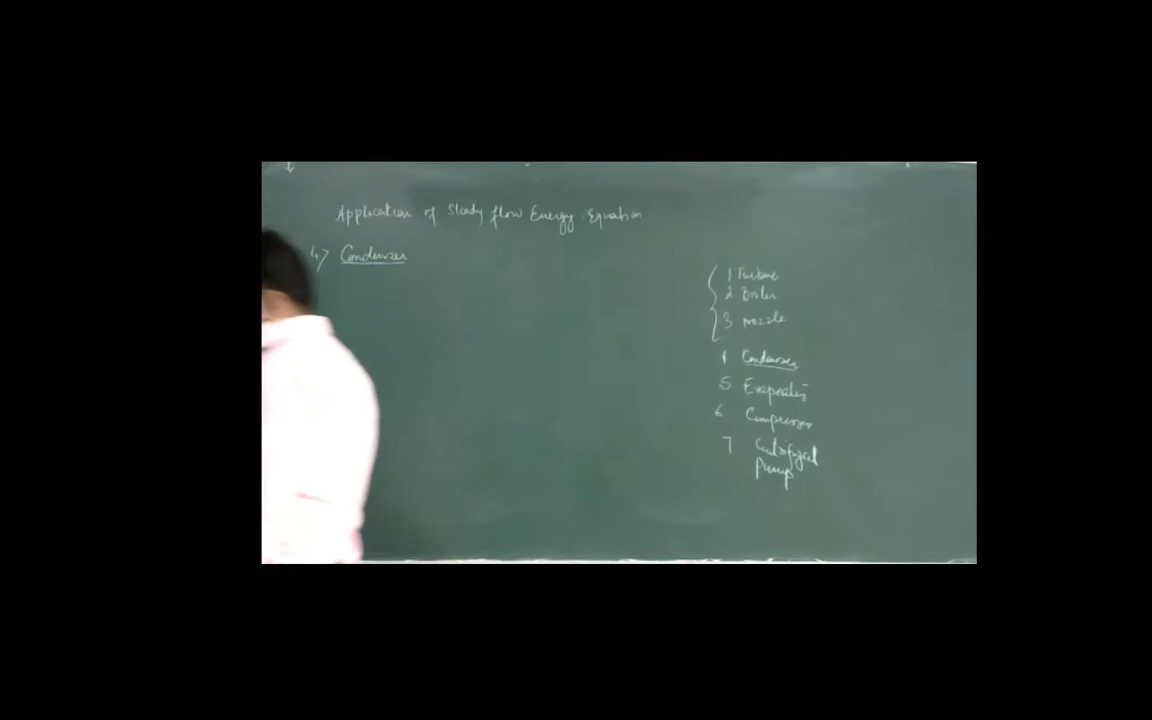 Application of Steady flow Energy Equation
4> Condenser
1 Turbine
2 Boiler
3 Nozzle
4 Condenser
5 Evaporator
6 Compressor
7 Centrifugal
Pump